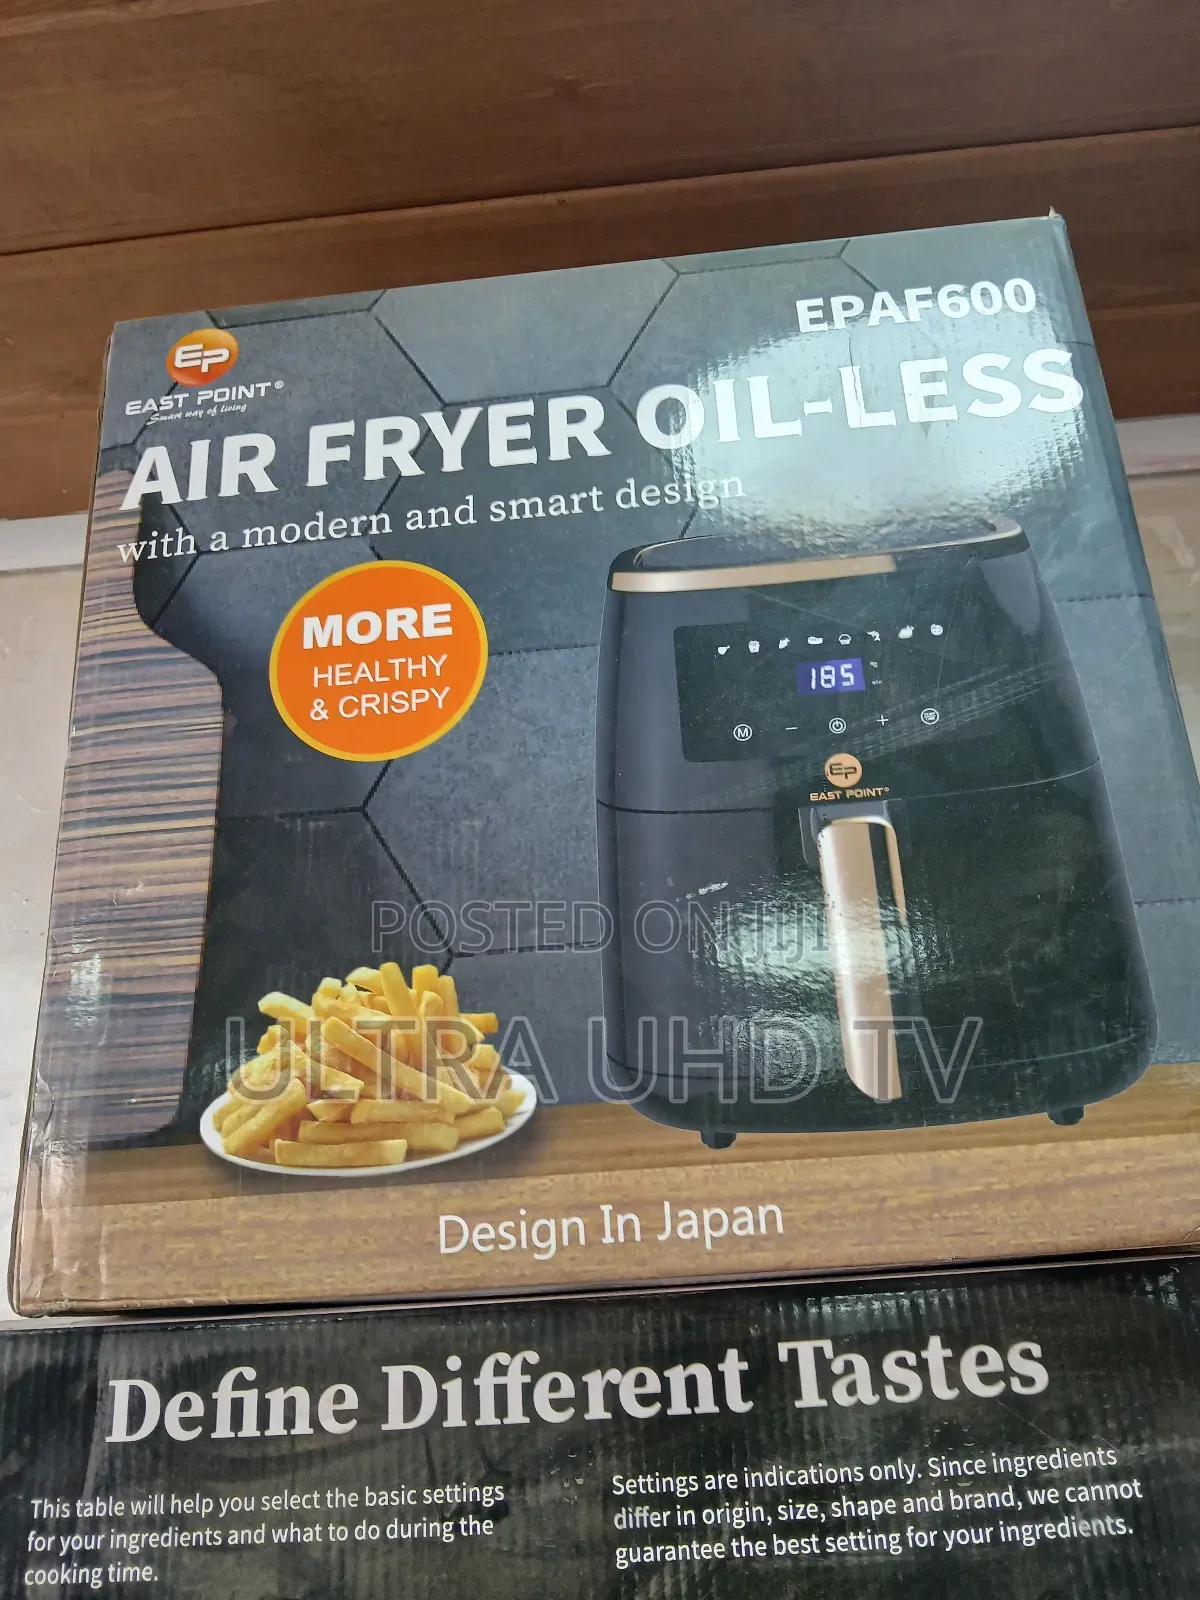 EPAF600
EP
EAST POINT®
Smart way of living
AIR FRYER OIL-LESS
with a modern and smart design
MORE
HEALTHY
& CRISPY
185
min
M
EP
EAST POINT®
POSTED ON JIJI
ULTRA UHD TV
Design In Japan
Define Different Tastes
This table will help you select the basic settings
for your ingredients and what to do during the
cooking time.
Settings are indications only. Since ingredients
differ in origin, size, shape and brand, we cannot
guarantee the best setting for your ingredients.